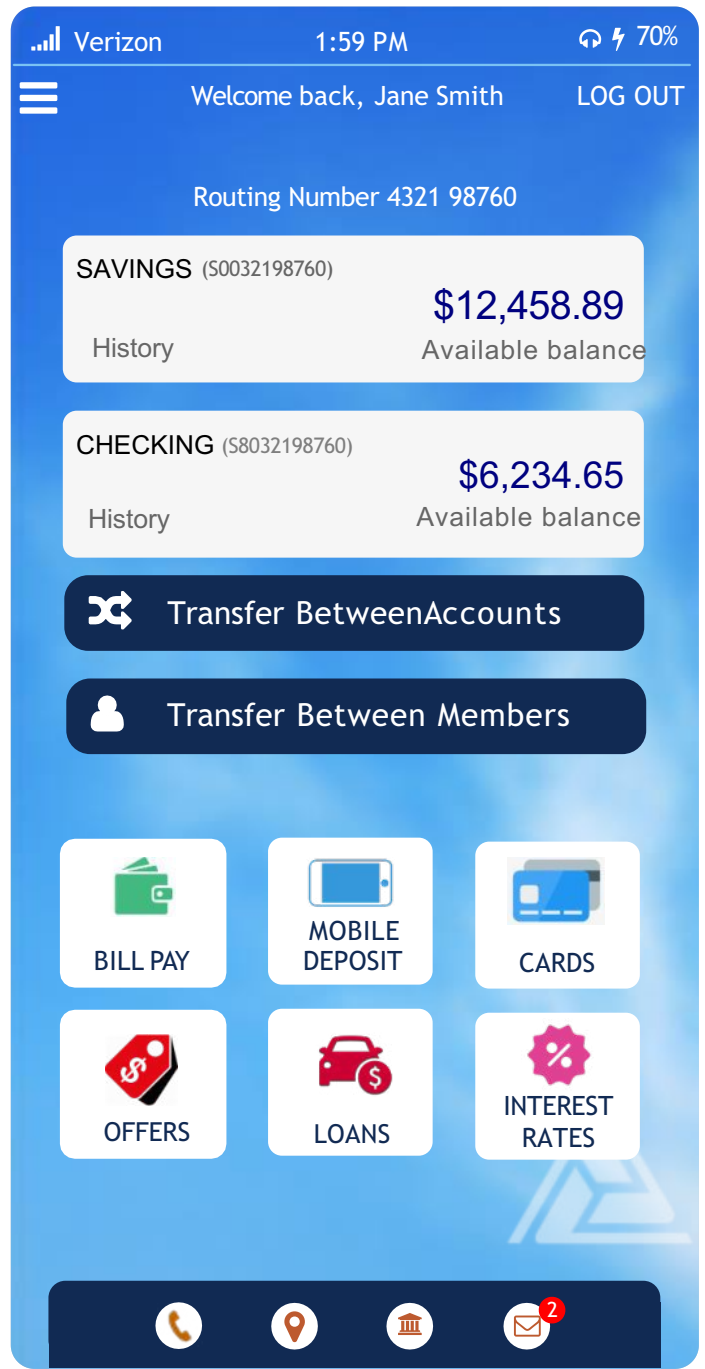 Verizon 1:59 PM 70%
Welcome back, Jane Smith LOG OUT
Routing Number 4321 98760
SAVINGS (S0032198760)
$12,458.89
History Available balance
CHECKING (S8032198760)
$6,234.65
History Available balance
Transfer BetweenAccounts
Transfer Between Members
BILL PAY
MOBILE
DEPOSIT
CARDS
OFFERS
LOANS
INTEREST
RATES
2